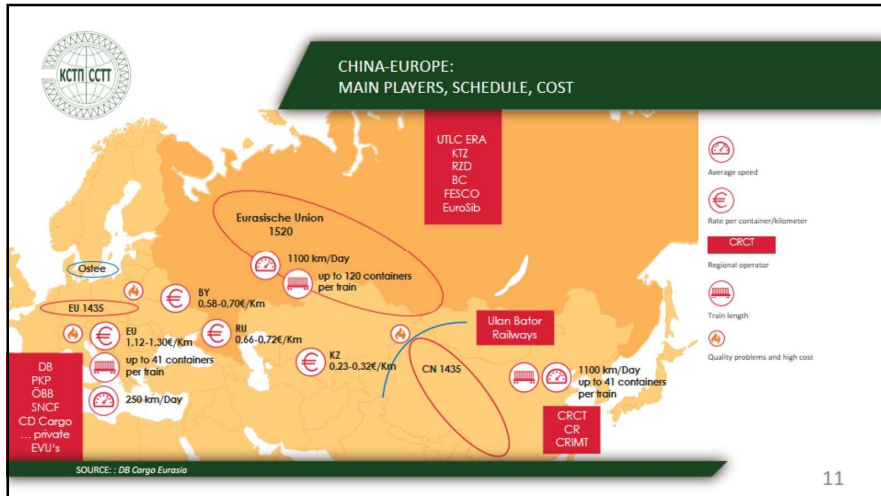 КСТП CCTT
CHINA-EUROPE:
MAIN PLAYERS, SCHEDULE, COST
UTLC ERA
KTZ
RZD
BC
FESCO
EuroSib
Average speed
Rate per container/kilometer
CRCT
Regional operator
Train length
Quality problems and high cost
Eurasische Union
1520
1100 km/Day
up to 120 containers
per train
Ostee
EU 1435
BY
0,58-0,70€/Km
EU
1,12-1,30€/Km
RU
0,66-0,72€/Km
KZ
0,23-0,32€/Km
up to 41 containers
per train
250 km/Day
DB
PKP
ÖBB
SNCF
CD Cargo
... private
EVU's
Ulan Bator
Railways
CN 1435
1100 km/Day
up to 41 containers
per train
CRCT
CR
CRIMT
SOURCE: : DB Cargo Eurasia
11